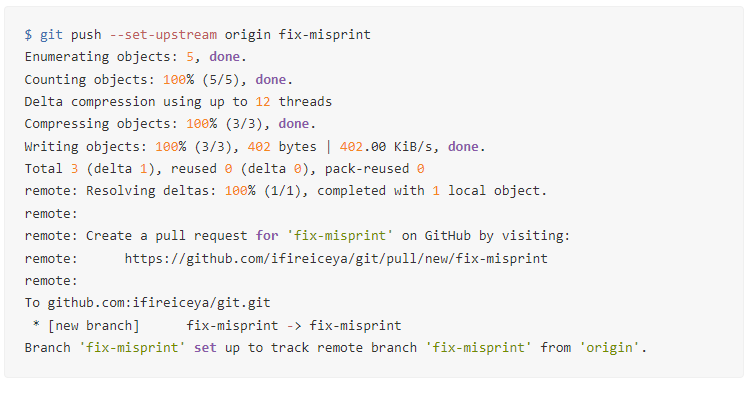 $ git push --set-upstream origin fix-misprint
Enumerating objects: 5, done.
Counting objects: 100% (5/5), done.
Delta compression using up to 12 threads
Compressing objects: 100% (3/3), done.
Writing objects: 100% (3/3), 402 bytes | 402.00 KiB/s, done.
Total 3 (delta 1), reused 0 (delta 0), pack-reused 0
remote: Resolving deltas: 100% (1/1), completed with 1 local object.
remote:
remote: Create a pull request for 'fix-misprint' on GitHub by visiting:
remote:      https://github.com/ifireiceya/git/pull/new/fix-misprint
remote:
To github.com:ifireiceya/git.git
 * [new branch]      fix-misprint -> fix-misprint
Branch 'fix-misprint' set up to track remote branch 'fix-misprint' from 'origin'.